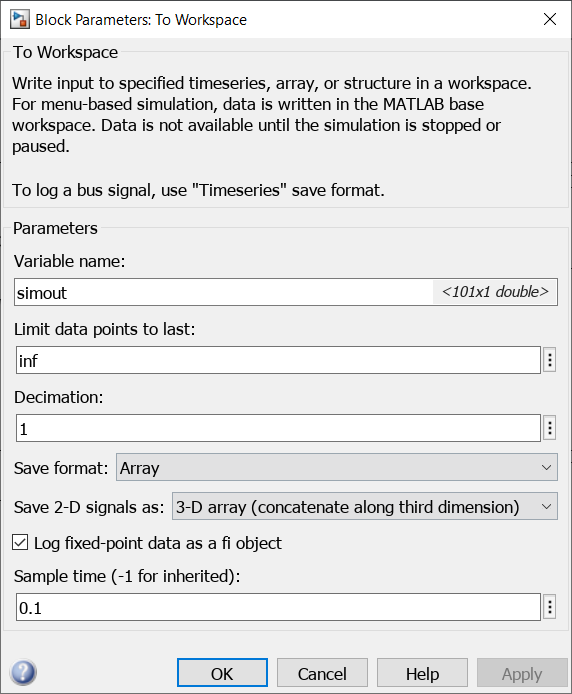 Block Parameters: To Workspace
To Workspace
Write input to specified timeseries, array, or structure in a workspace.
For menu-based simulation, data is written in the MATLAB base
workspace. Data is not available until the simulation is stopped or
paused.
To log a bus signal, use "Timeseries" save format.
Parameters
Variable name:
simout <101x1 double>
Limit data points to last:
inf
Decimation:
1
Save format: Array
Save 2-D signals as: 3-D array (concatenate along third dimension)
Log fixed-point data as a fi object
Sample time (-1 for inherited):
0.1
? OK Cancel Help Apply